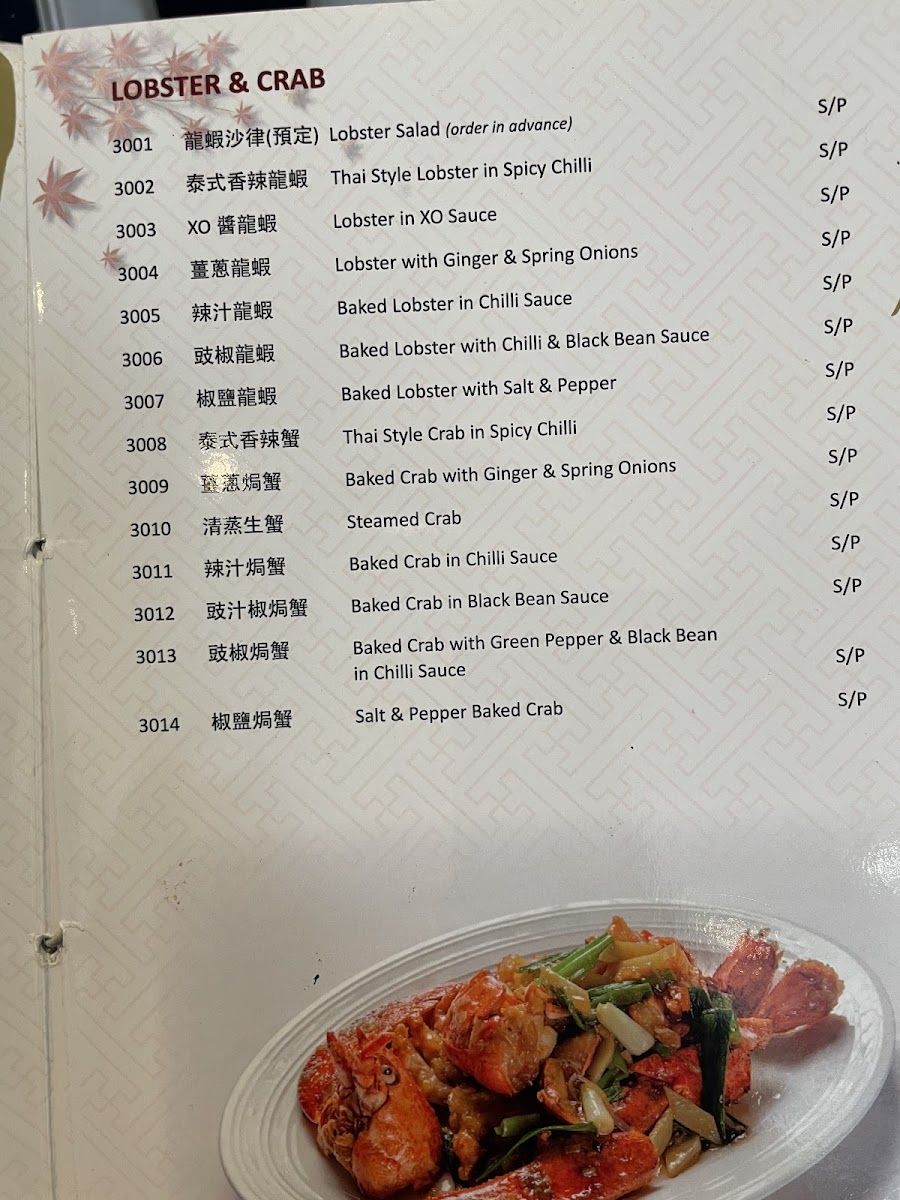 LOBSTER & CRAB
3001 龍蝦沙律(預定) Lobster Salad (order in advance) S/P
3002 泰式香辣龍蝦 Thai Style Lobster in Spicy Chilli S/P
3003 XO 醬龍蝦 Lobster in XO Sauce S/P
3004 薑蔥龍蝦 Lobster with Ginger & Spring Onions S/P
3005 辣汁龍蝦 Baked Lobster in Chilli Sauce S/P
3006 豉椒龍蝦 Baked Lobster with Chilli & Black Bean Sauce S/P
3007 椒鹽龍蝦 Baked Lobster with Salt & Pepper S/P
3008 泰式香辣蟹 Thai Style Crab in Spicy Chilli S/P
3009 薑蔥焗蟹 Baked Crab with Ginger & Spring Onions S/P
3010 清蒸生蟹 Steamed Crab S/P
3011 辣汁焗蟹 Baked Crab in Chilli Sauce S/P
3012 豉汁椒焗蟹 Baked Crab in Black Bean Sauce S/P
3013 豉椒焗蟹 Baked Crab with Green Pepper & Black Bean
in Chilli Sauce S/P
3014 椒鹽焗蟹 Salt & Pepper Baked Crab S/P